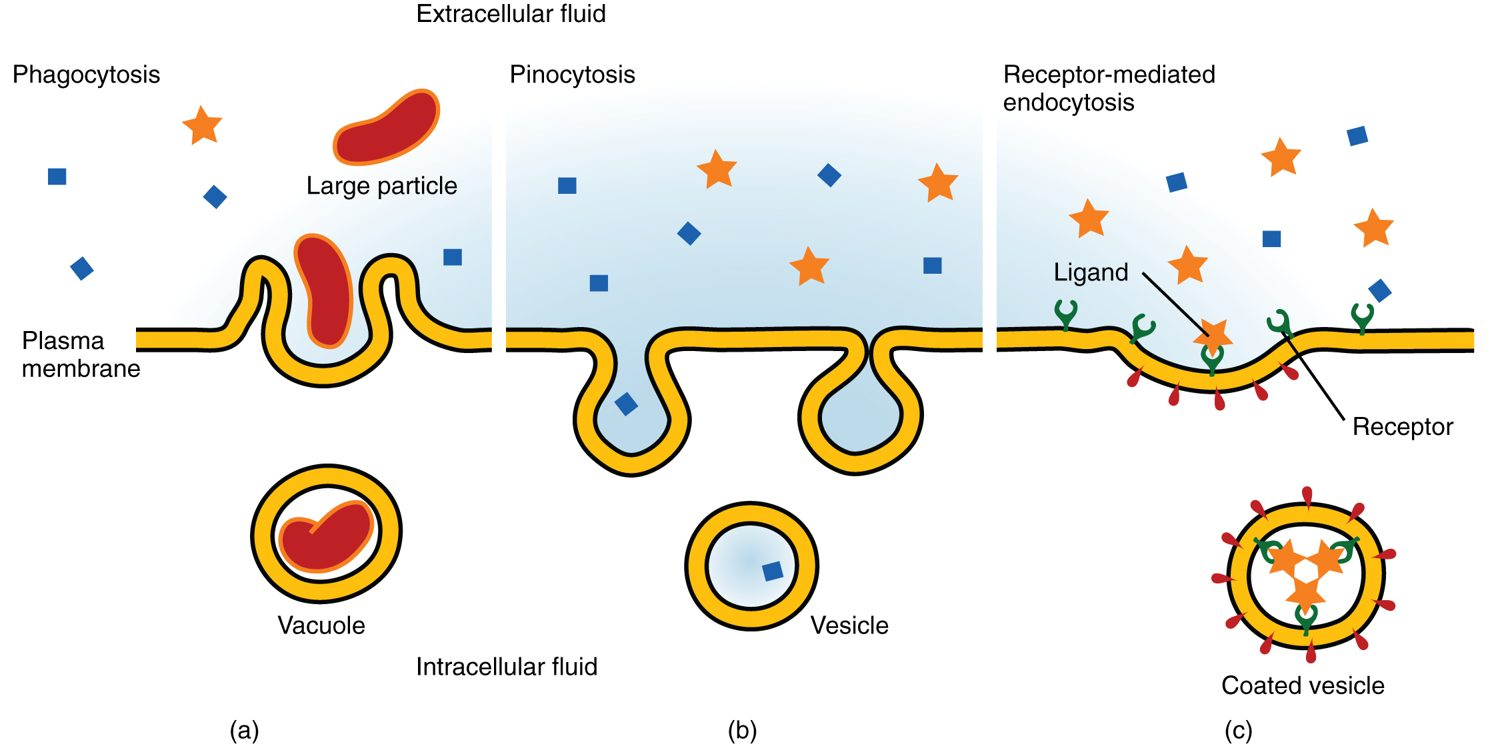 Extracellular fluid
Phagocytosis
Pinocytosis
Receptor-mediated
endocytosis
Large particle
Ligand
Plasma
membrane
Receptor
Vacuole
Vesicle
Intracellular fluid
Coated vesicle
(a)
(b)
(c)